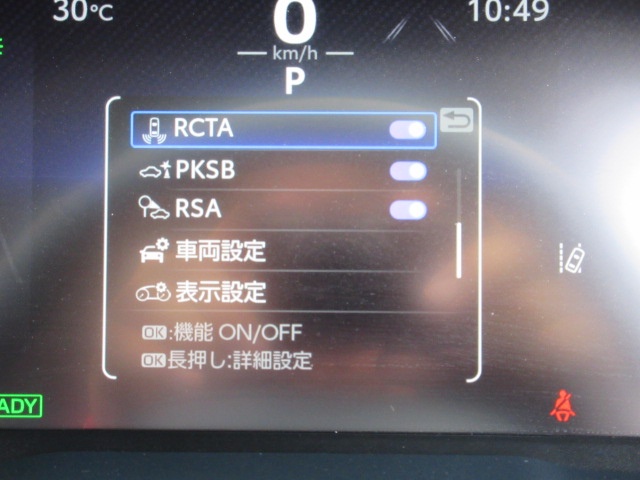 30℃
10:49
0
km/h
P
RCTA
PKSB
RSA
車両設定
表示設定
OK:機能 ON/OFF
OK長押し:詳細設定
ADY